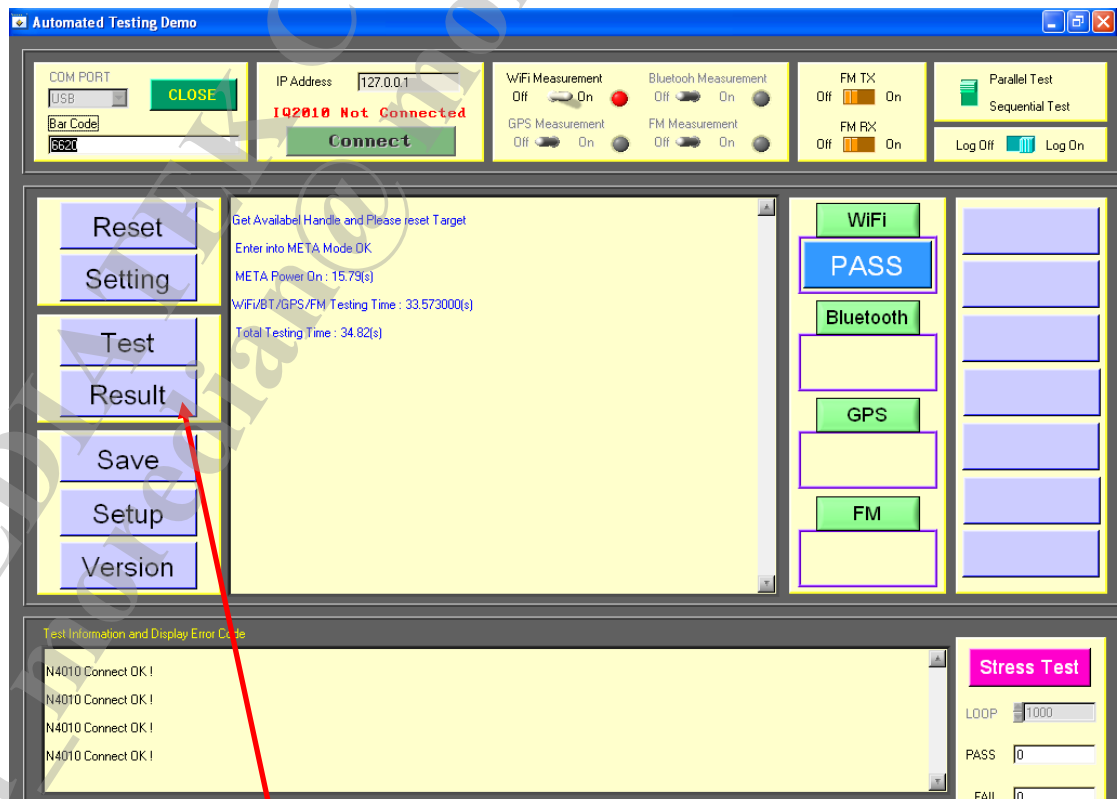 Automated Testing Demo
COM PORT
USB
CLOSE
Bar Code
6620
IP Address 127.0.0.1
IQ2010 Not Connected
Connect
WiFi Measurement
Off On
Bluetooh Measurement
Off On
GPS Measurement
Off On
FM Measurement
Off On
FM TX
Off On
FM RX
Off On
Parallel Test
Sequential Test
Log Off Log On
Reset
Setting
Test
Result
Save
Setup
Version
Get Availabel Handle and Please reset Target
Enter into META Mode OK
META Power On : 15.79(s)
WiFi/BT/GPS/FM Testing Time : 33.573000(s)
Total Testing Time : 34.82(s)
WiFi
PASS
Bluetooth
GPS
FM
Test Information and Display Error Code
N4010 Connect OK !
N4010 Connect OK !
N4010 Connect OK !
N4010 Connect OK !
Stress Test
LOOP 1000
PASS 0
FAIL 0